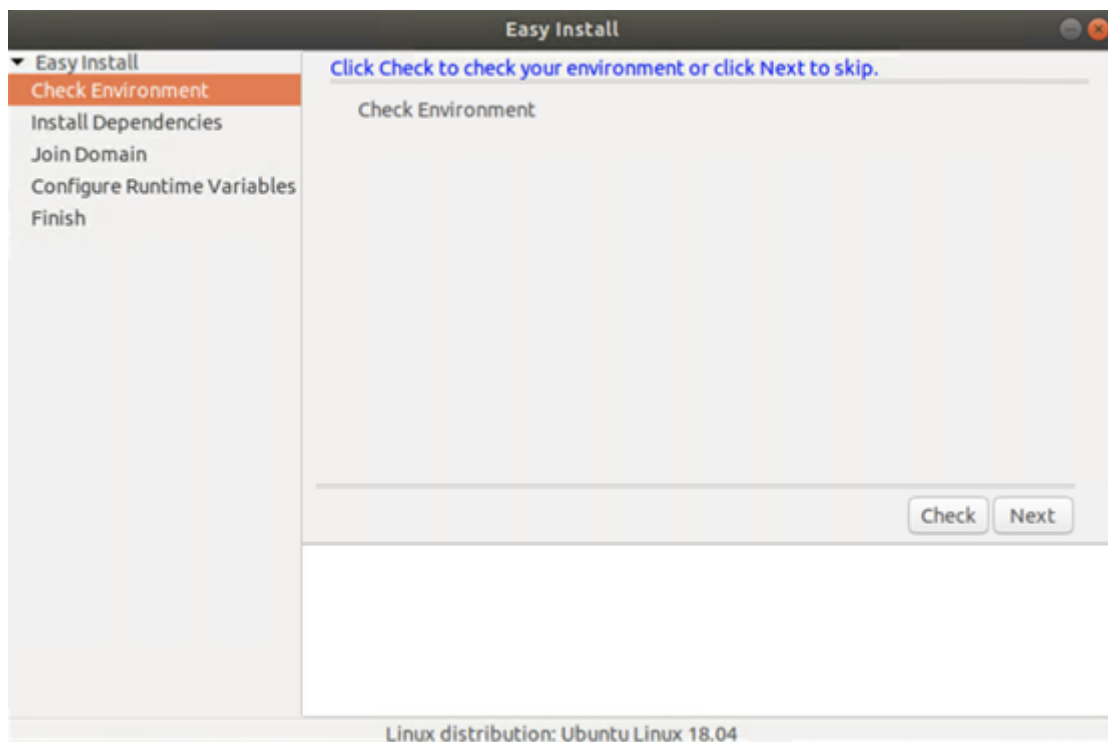 Easy Install
Easy Install
Check Environment
Install Dependencies
Join Domain
Configure Runtime Variables
Finish
Click Check to check your environment or click Next to skip.
Check Environment
Check Next
Linux distribution: Ubuntu Linux 18.04